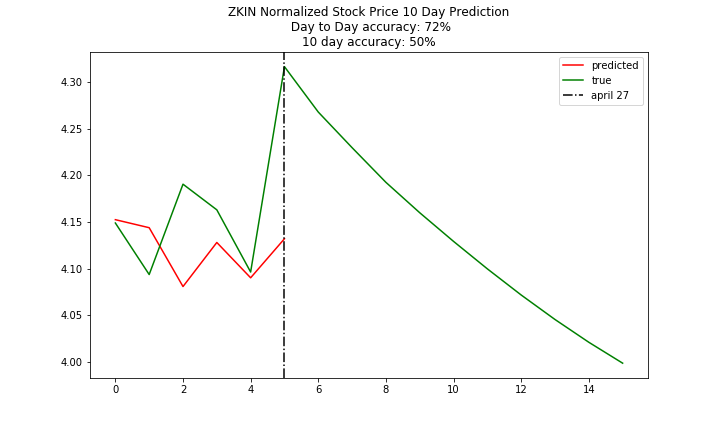 ZKIN Normalized Stock Price 10 Day Prediction
Day to Day accuracy: 72%
10 day accuracy: 50%
predicted
true
april 27
4.30
4.25
4.20
4.15
4.10
4.05
4.00
0 2 4 6 8 10 12 14